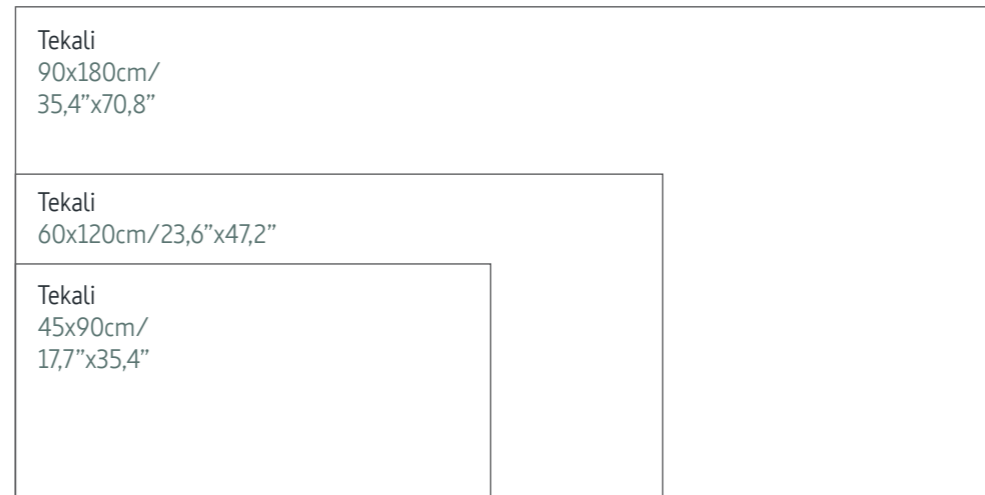 Tekali
90x180cm/
35,4”x70,8”
Tekali
60x120cm/23,6”x47,2”
Tekali
45x90cm/
17,7”x35,4”